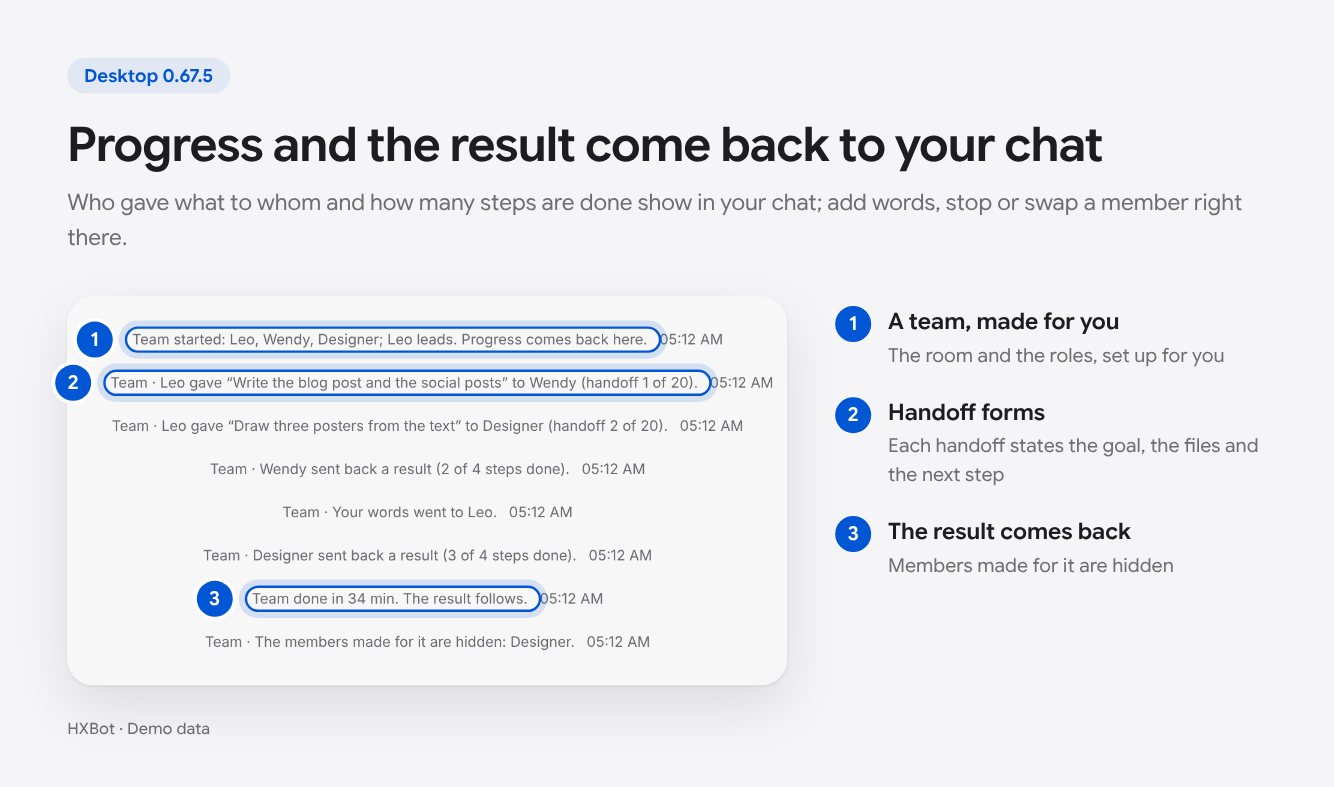 Desktop 0.67.5
Progress and the result come back to your chat
Who gave what to whom and how many steps are done show in your chat; add words, stop or swap a member right
there.
1 Team started: Leo, Wendy, Designer; Leo leads. Progress comes back here. 05:12 AM
2 Team · Leo gave “Write the blog post and the social posts” to Wendy (handoff 1 of 20). 05:12 AM
Team · Leo gave “Draw three posters from the text” to Designer (handoff 2 of 20). 05:12 AM
Team · Wendy sent back a result (2 of 4 steps done). 05:12 AM
Team · Your words went to Leo. 05:12 AM
Team · Designer sent back a result (3 of 4 steps done). 05:12 AM
3 Team done in 34 min. The result follows. 05:12 AM
Team · The members made for it are hidden: Designer. 05:12 AM
1 A team, made for you
The room and the roles, set up for you
2 Handoff forms
Each handoff states the goal, the files and
the next step
3 The result comes back
Members made for it are hidden
HXBot · Demo data